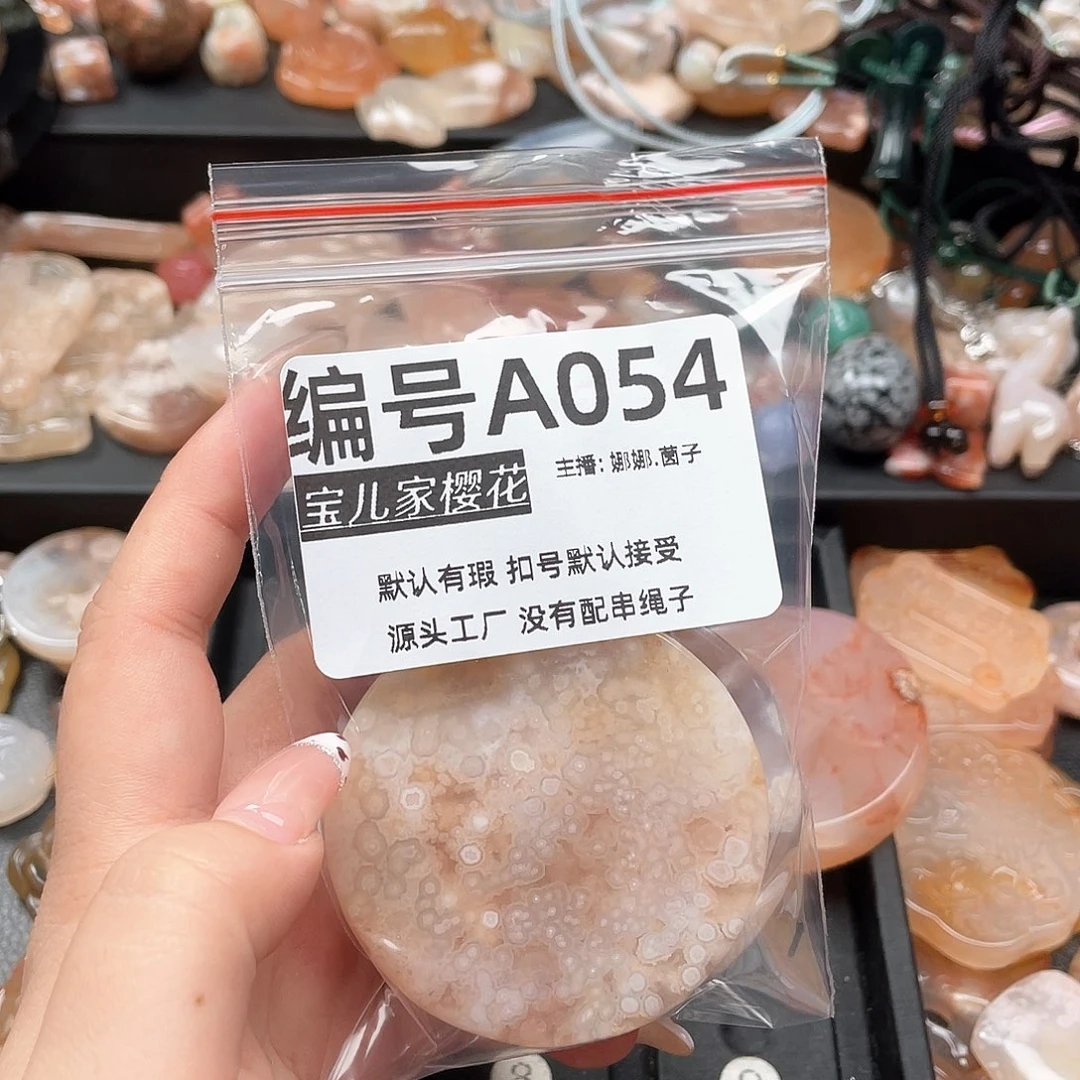 编号A054
宝儿家樱花 主播: 娜娜.茵子
默认有瑕 扣号默认接受
源头工厂 没有配串绳子